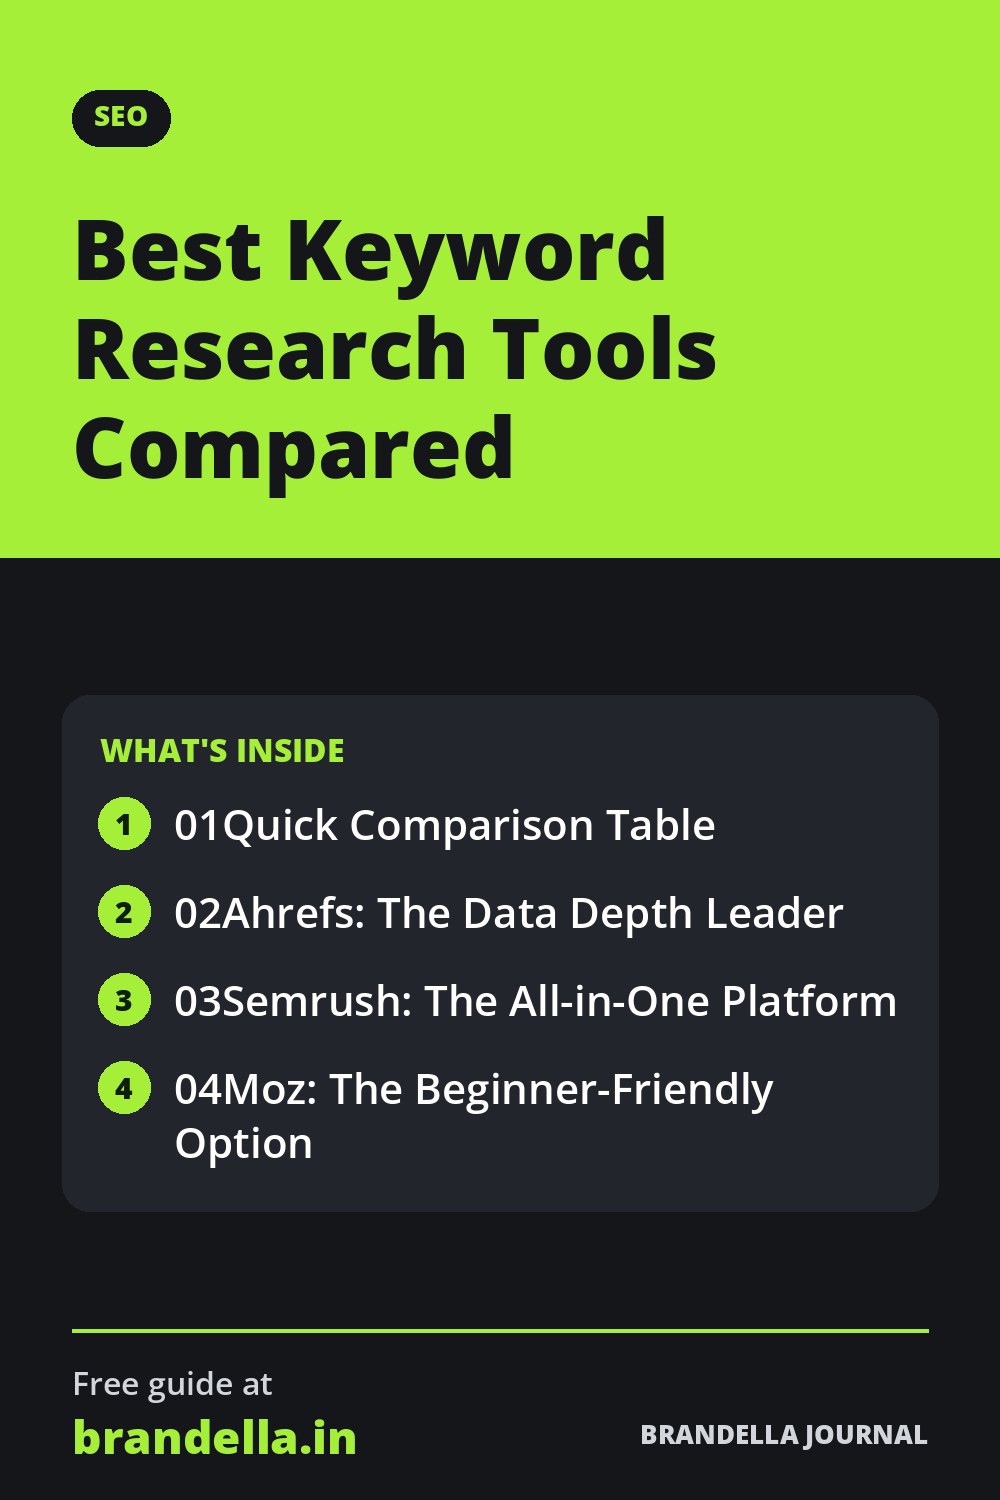 SEO
Best Keyword
Research Tools
Compared
WHAT'S INSIDE
1 01Quick Comparison Table
2 02Ahrefs: The Data Depth Leader
3 03Semrush: The All-in-One Platform
4 04Moz: The Beginner-Friendly
Option
Free guide at
brandella.in
BRANDELLA JOURNAL